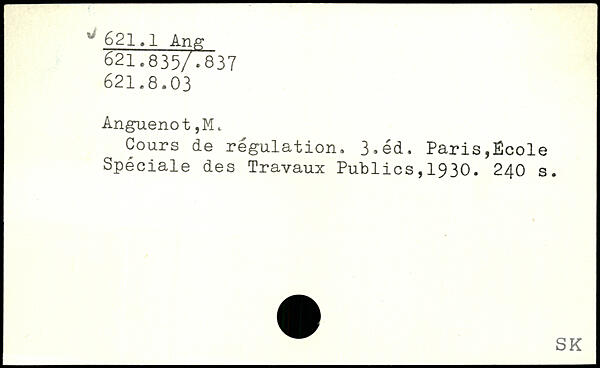 621.1 Ang
621.835/.837
621.8.03
Anguenot,M.
Cours de régulation. 3.éd. Paris,École
Spéciale des Travaux Publics,1930. 240 s.
SK